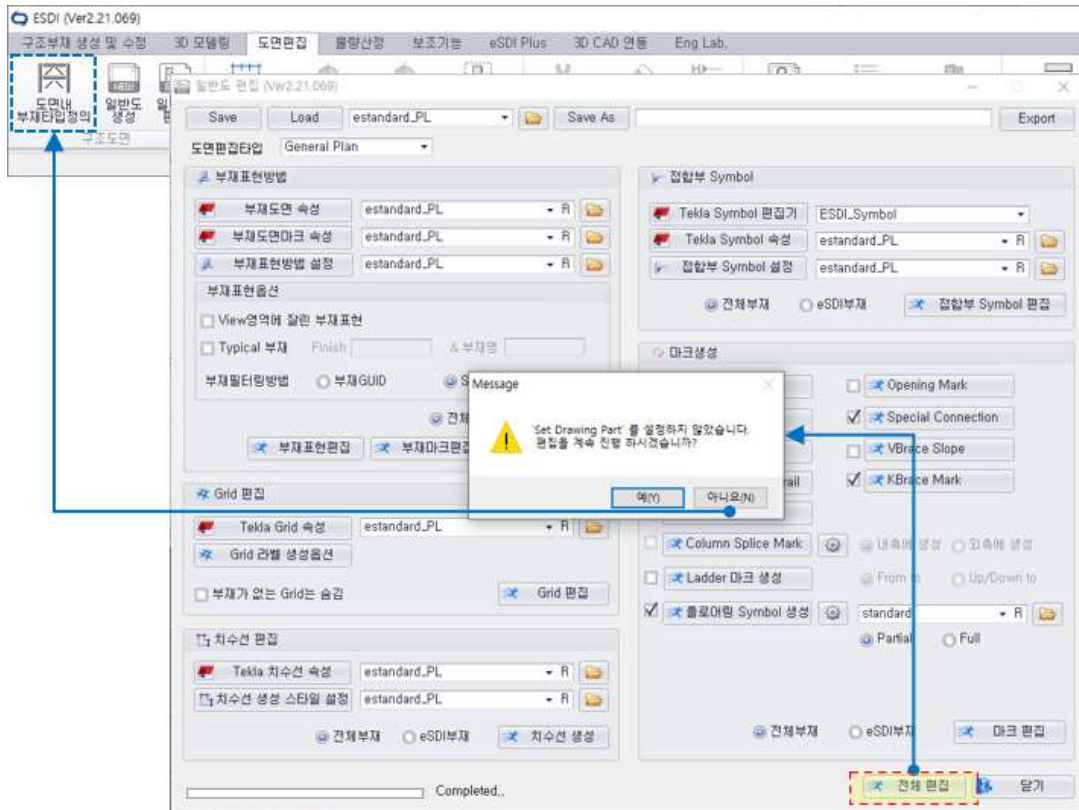 ESDI (Ver2.21.069)
구조부재 생성 및 수정 3D 모델링 도면편집 물량산정 보조기능 eSDI Plus 3D CAD 연동 Eng Lab.
도면내 부재타입정의
일반도 생성
구조도면
일반도 편집 (Ver2.21.069)
Save Load estandard_PL Save As Export
도면편집타입 General Plan
부재표현방법
부재도면 속성 estandard_PL R
부재도면마크 속성 estandard_PL R
부재표현방법 설정 estandard_PL R
부재표현옵션
View영역에 잘린 부재표현
Typical 부재 Finish & 부재명
부재필터링방법 부재GUID
부재표현편집
Grid 편집
Tekla Grid 속성 estandard_PL R
Grid 라벨 생성옵션
부재가 없는 Grid는 숨김 Grid 편집
치수선 편집
Tekla 치수선 속성 estandard_PL R
치수선 생성 스타일 설정 estandard_PL R
전체부재 eSDI부재 치수선 생성
접합부 Symbol
Tekla Symbol 편집기 ESDI_Symbol
Tekla Symbol 속성 estandard_PL R
접합부 Symbol 설정 estandard_PL R
전체부재 eSDI부재 접합부 Symbol 편집
마크생성
Opening Mark
Special Connection
VBrace Slope
KBrace Mark
Column Splice Mark 내측에 생성 외측에 생성
Ladder 마크 생성 From to Up/Down to
플로어링 Symbol 생성 standard R
Partial Full
전체부재 eSDI부재 마크 편집
Message
'Set Drawing Part' 를 설정하지 않았습니다.
편집을 계속 진행 하시겠습니까?
예(Y) 아니요(N)
Completed..
전체 편집 닫기